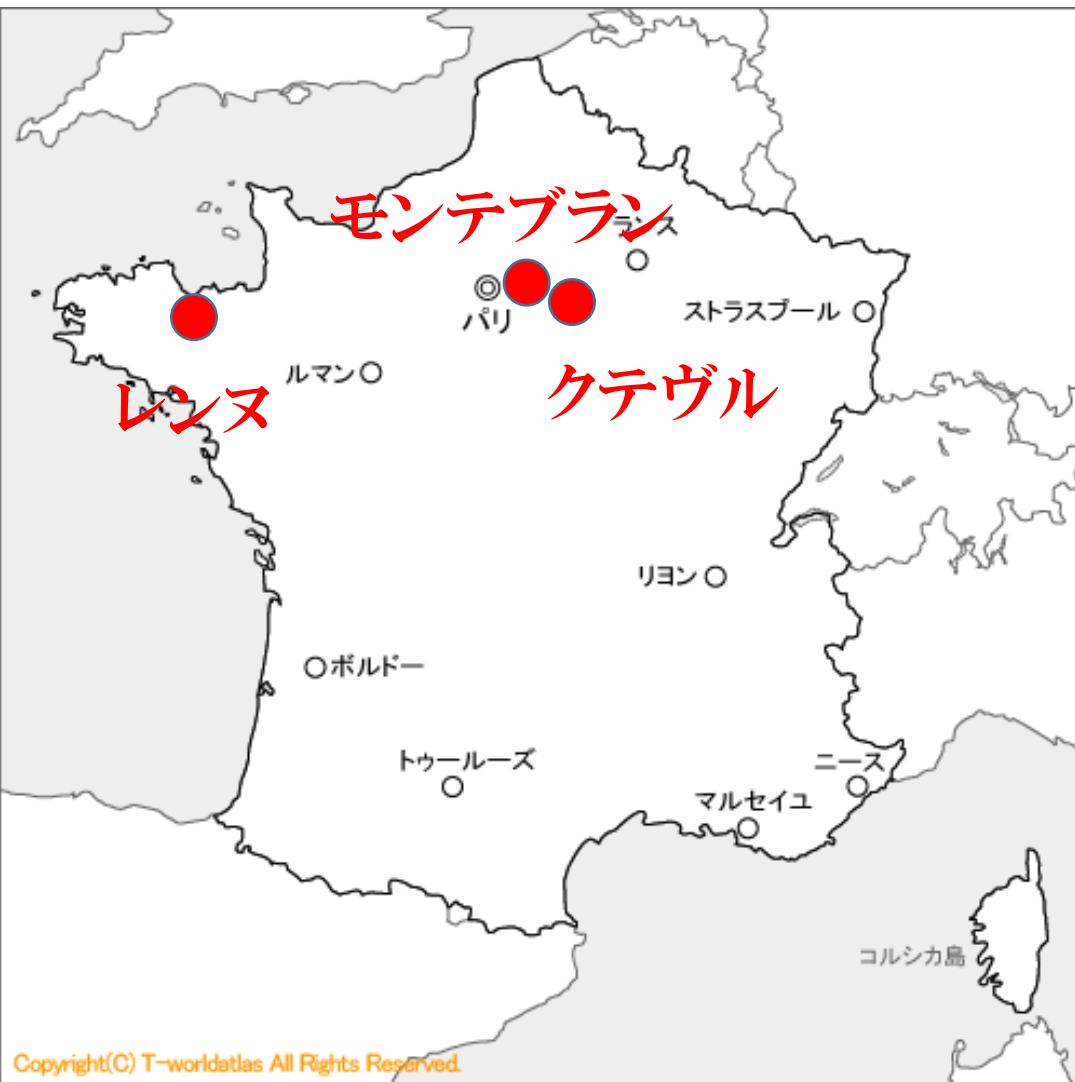 モンテブラン
ランス
パリ
ストラスブール
ルマン
レンヌ
クテヴル
リヨン
ボルドー
トゥールーズ
ニース
マルセイユ
コルシカ島
Copyright(C) T-worldatlas All Rights Reserved.